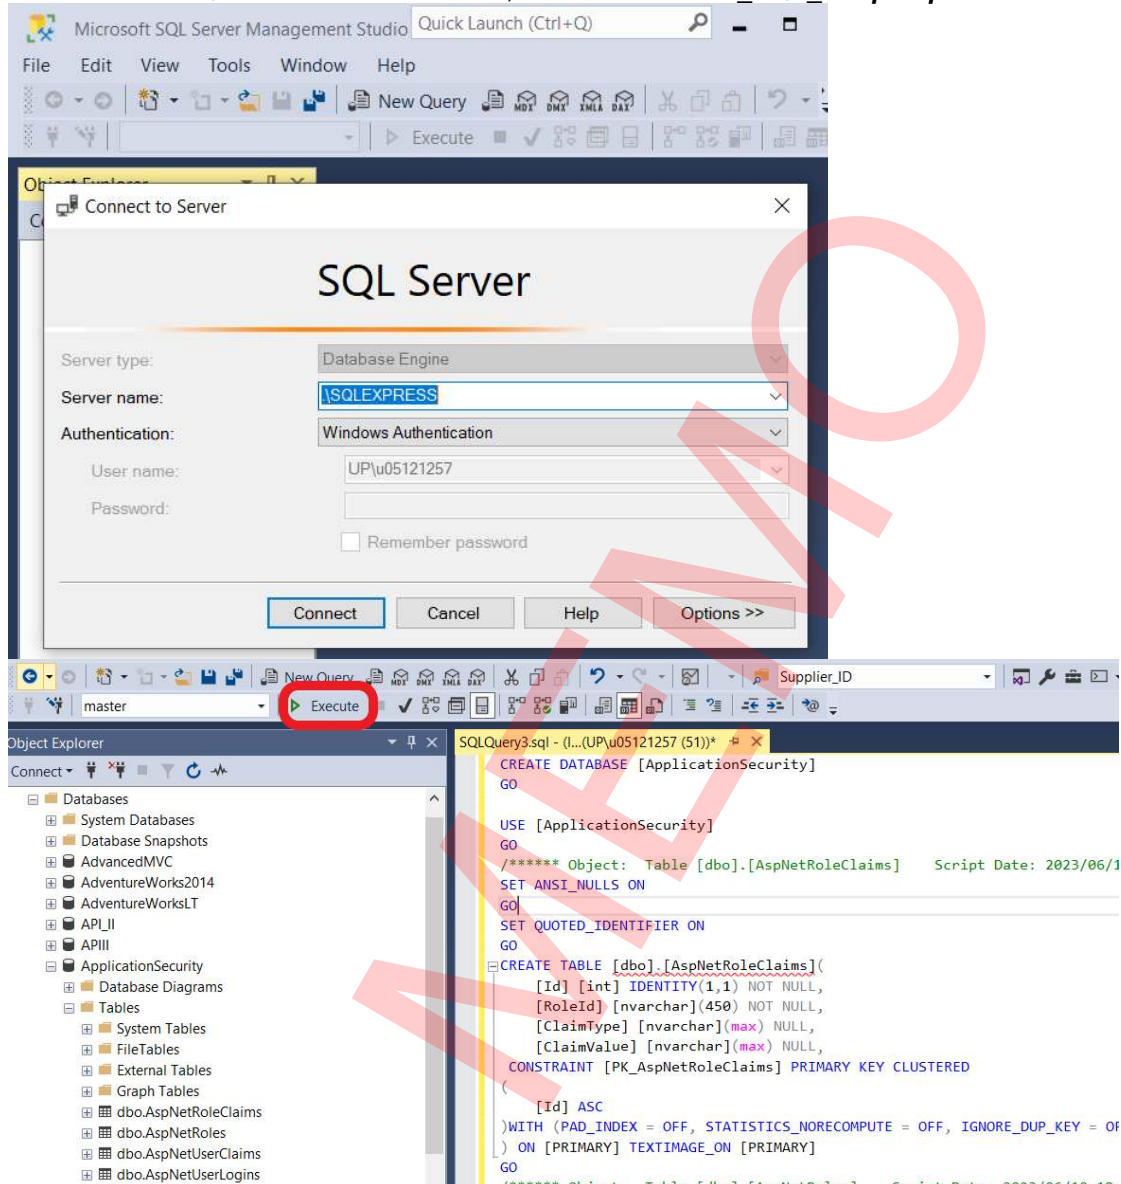 Microsoft SQL Server Management Studio
Quick Launch (Ctrl+Q)
File Edit View Tools Window Help
New Query MDX DMX XMLA DAX
Execute
Connect to Server
SQL Server
Server type: Database Engine
Server name: .\SQLEXPRESS
Authentication: Windows Authentication
User name: UP\u05121257
Password:
Remember password
Connect Cancel Help Options >>
New Query MDX DMX XMLA DAX Supplier_ID
master Execute
Object Explorer
Connect
Databases
System Databases
Database Snapshots
AdvancedMVC
AdventureWorks2014
AdventureWorksLT
API_II
APIII
ApplicationSecurity
Database Diagrams
Tables
System Tables
FileTables
External Tables
Graph Tables
dbo.AspNetRoleClaims
dbo.AspNetRoles
dbo.AspNetUserClaims
dbo.AspNetUserLogins
SQLQuery3.sql - (l...(UP\u05121257 (51))*
CREATE DATABASE [ApplicationSecurity]
GO
USE [ApplicationSecurity]
GO
/****** Object: Table [dbo].[AspNetRoleClaims] Script Date: 2023/06/1
SET ANSI_NULLS ON
GO
SET QUOTED_IDENTIFIER ON
GO
CREATE TABLE [dbo].[AspNetRoleClaims](
[Id] [int] IDENTITY(1,1) NOT NULL,
[RoleId] [nvarchar](450) NOT NULL,
[ClaimType] [nvarchar](max) NULL,
[ClaimValue] [nvarchar](max) NULL,
CONSTRAINT [PK_AspNetRoleClaims] PRIMARY KEY CLUSTERED
(
[Id] ASC
)WITH (PAD_INDEX = OFF, STATISTICS_NORECOMPUTE = OFF, IGNORE_DUP_KEY = OF
) ON [PRIMARY] TEXTIMAGE_ON [PRIMARY]
GO
MEMO